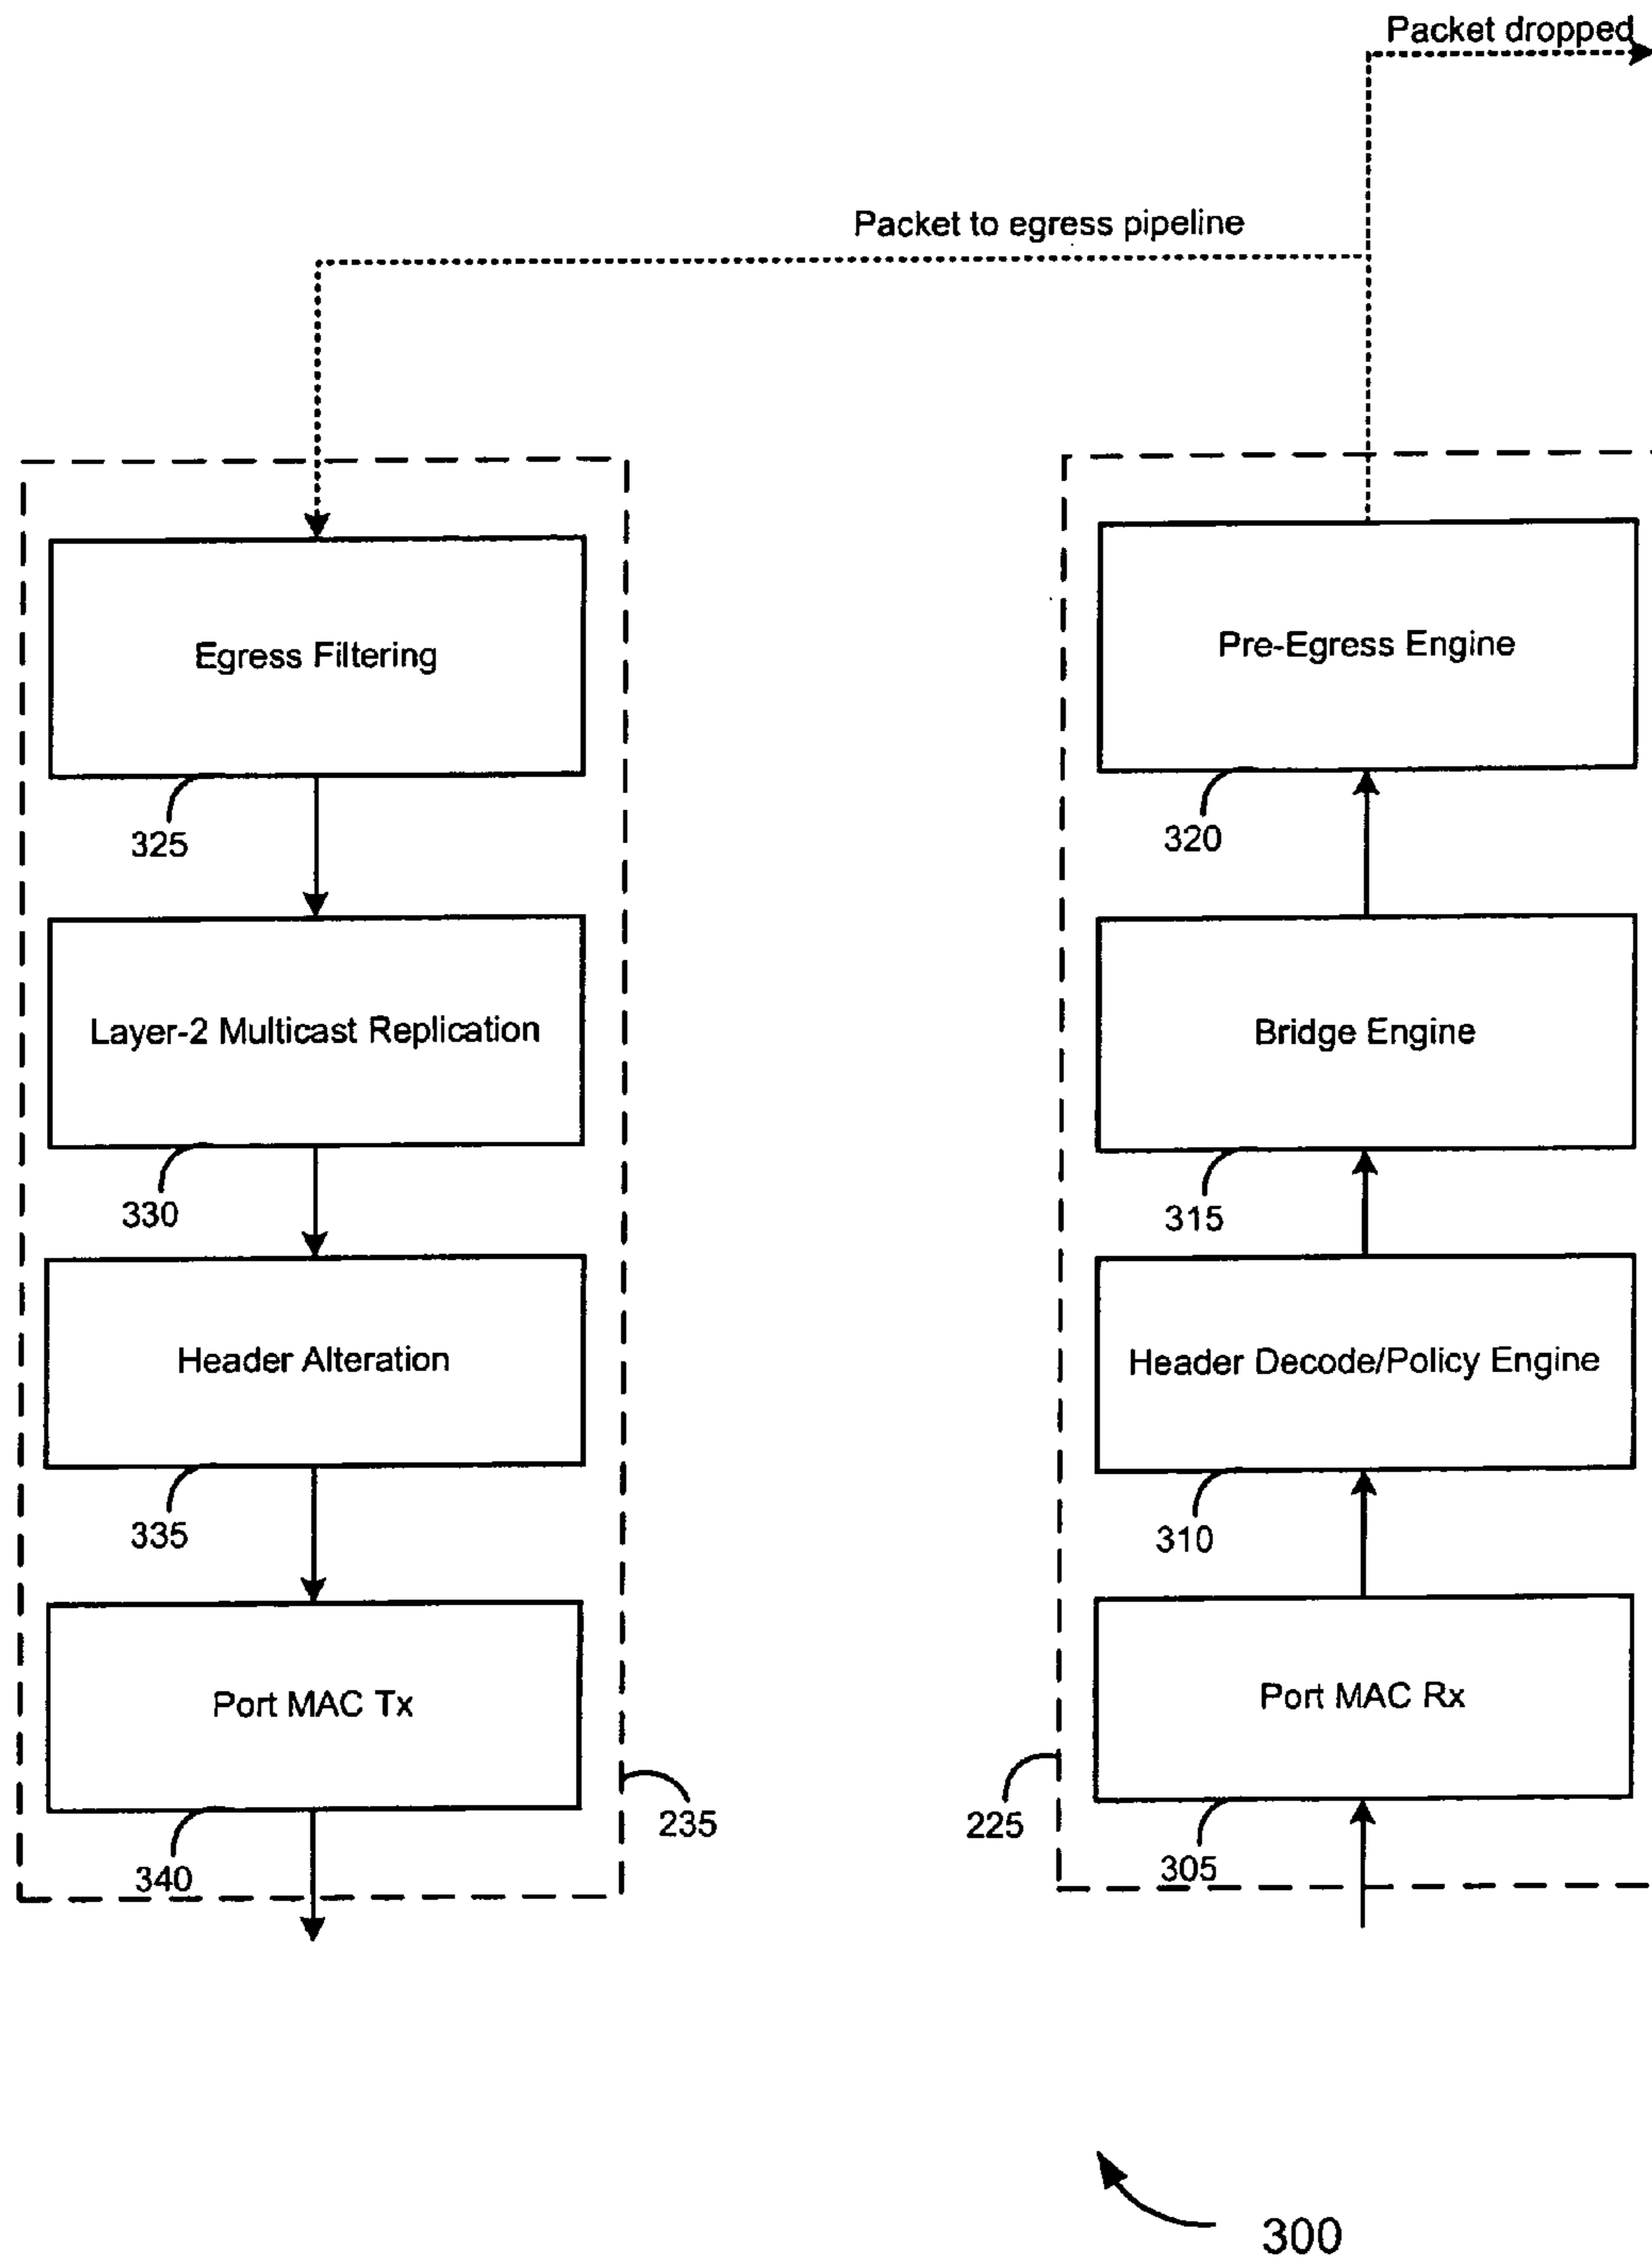 Packet dropped
Packet to egress pipeline
Egress Filtering
325
Layer-2 Multicast Replication
330
Header Alteration
335
Port MAC Tx
340
235
Pre-Egress Engine
320
Bridge Engine
315
Header Decode/Policy Engine
310
Port MAC Rx
305
225
300